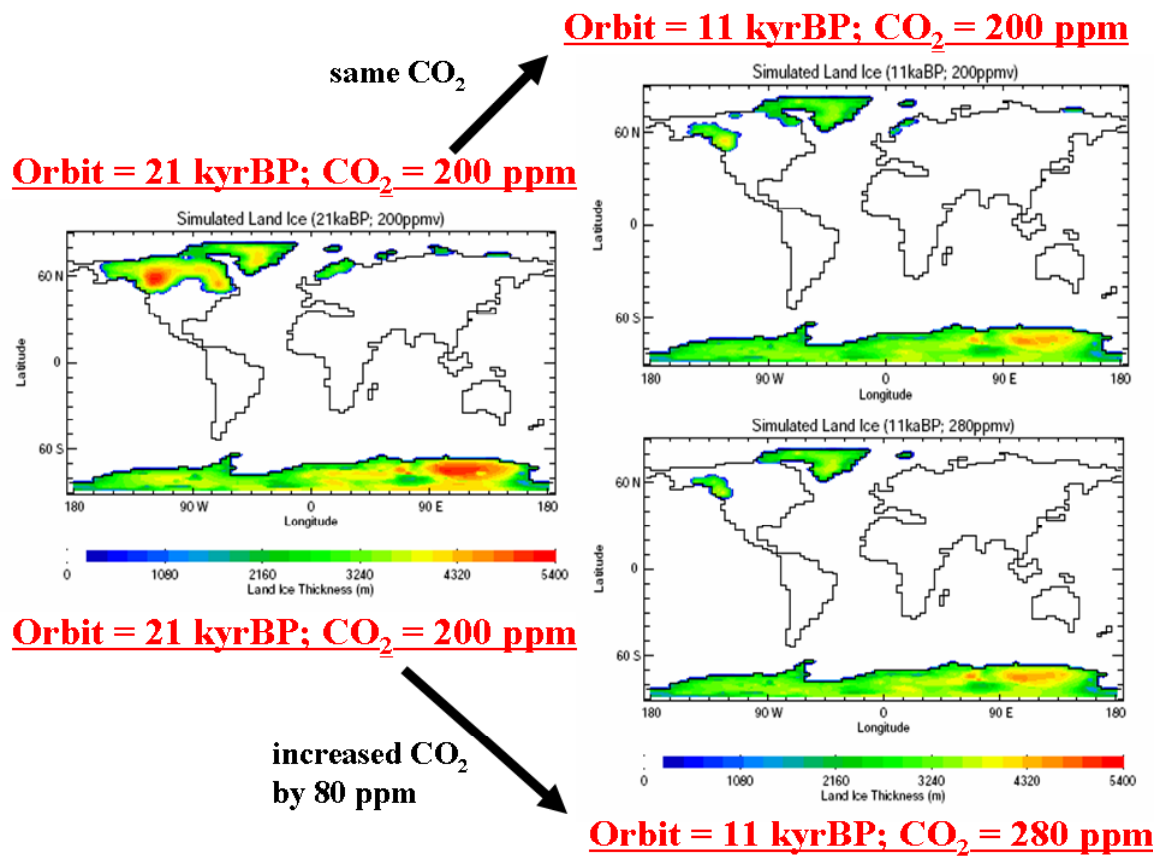 Orbit = 11 kyrBP; CO2 = 200 ppm
same CO2
Simulated Land Ice (11kaBP; 200ppmv)
60 N
0
60 S
Latitude
180 90 W 0 90 E 180
Longitude
Orbit = 21 kyrBP; CO2 = 200 ppm
Simulated Land Ice (21kaBP; 200ppmv)
60 N
0
60 S
Latitude
180 90 W 0 90 E 180
Longitude
0 1080 2160 3240 4320 5400
Land Ice Thickness (m)
Simulated Land Ice (11kaBP; 280ppmv)
60 N
0
60 S
Latitude
180 90 W 0 90 E 180
Longitude
0 1080 2160 3240 4320 5400
Land Ice Thickness (m)
Orbit = 21 kyrBP; CO2 = 200 ppm
increased CO2
by 80 ppm
Orbit = 11 kyrBP; CO2 = 280 ppm